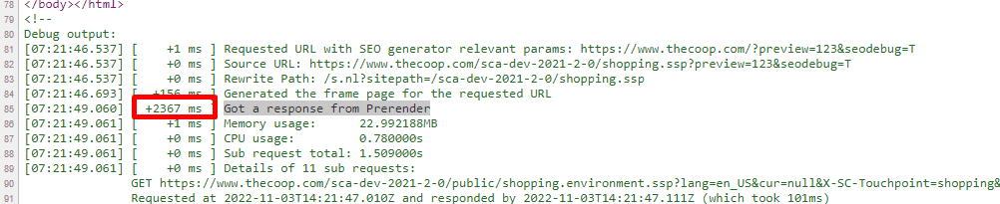 78 </body></html>
79 <!--
80 Debug output:
81 [07:21:46.537] [ +1 ms ] Requested URL with SEO generator relevant params: https://www.thecoop.com/?preview=123&seodebug=T
82 [07:21:46.537] [ +0 ms ] Source URL: https://www.thecoop.com/sca-dev-2021-2-0/shopping.ssp?preview=123&seodebug=T
83 [07:21:46.537] [ +0 ms ] Rewrite Path: /s.nl?sitepath=/sca-dev-2021-2-0/shopping.ssp
84 [07:21:46.693] [ +156 ms ] Generated the frame page for the requested URL
85 [07:21:49.060] [ +2367 ms ] Got a response from Prerender
86 [07:21:49.061] [ +1 ms ] Memory usage: 22.992188MB
87 [07:21:49.061] [ +0 ms ] CPU usage: 0.780000s
88 [07:21:49.061] [ +0 ms ] Sub request total: 1.509000s
89 [07:21:49.061] [ +0 ms ] Details of 11 sub requests:
90 GET https://www.thecoop.com/sca-dev-2021-2-0/public/shopping.environment.ssp?lang=en_US&cur=null&X-SC-Touchpoint=shopping&
91 Requested at 2022-11-03T14:21:47.010Z and responded by 2022-11-03T14:21:47.111Z (which took 101ms)